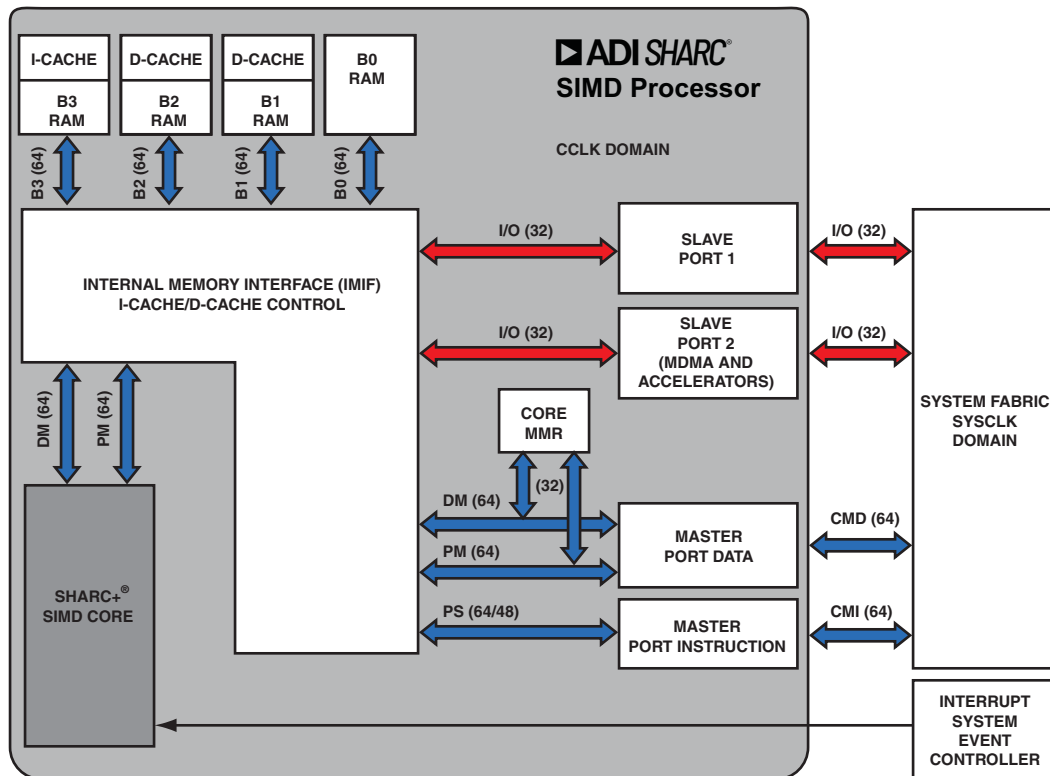 I-CACHE
B3
RAM
D-CACHE
B2
RAM
D-CACHE
B1
RAM
B0
RAM
ADI SHARC®
SIMD Processor
CCLK DOMAIN
B3 (64)
B2 (64)
B1 (64)
B0 (64)
INTERNAL MEMORY INTERFACE (IMIF)
I-CACHE/D-CACHE CONTROL
I/O (32)
SLAVE
PORT 1
I/O (32)
I/O (32)
SLAVE
PORT 2
(MDMA AND
ACCELERATORS)
I/O (32)
SYSTEM FABRIC
SYSCLK
DOMAIN
DM (64)
PM (64)
CORE
MMR
(32)
DM (64)
PM (64)
MASTER
PORT DATA
CMD (64)
PS (64/48)
MASTER
PORT INSTRUCTION
CMI (64)
SHARC+®
SIMD CORE
INTERRUPT
SYSTEM
EVENT
CONTROLLER